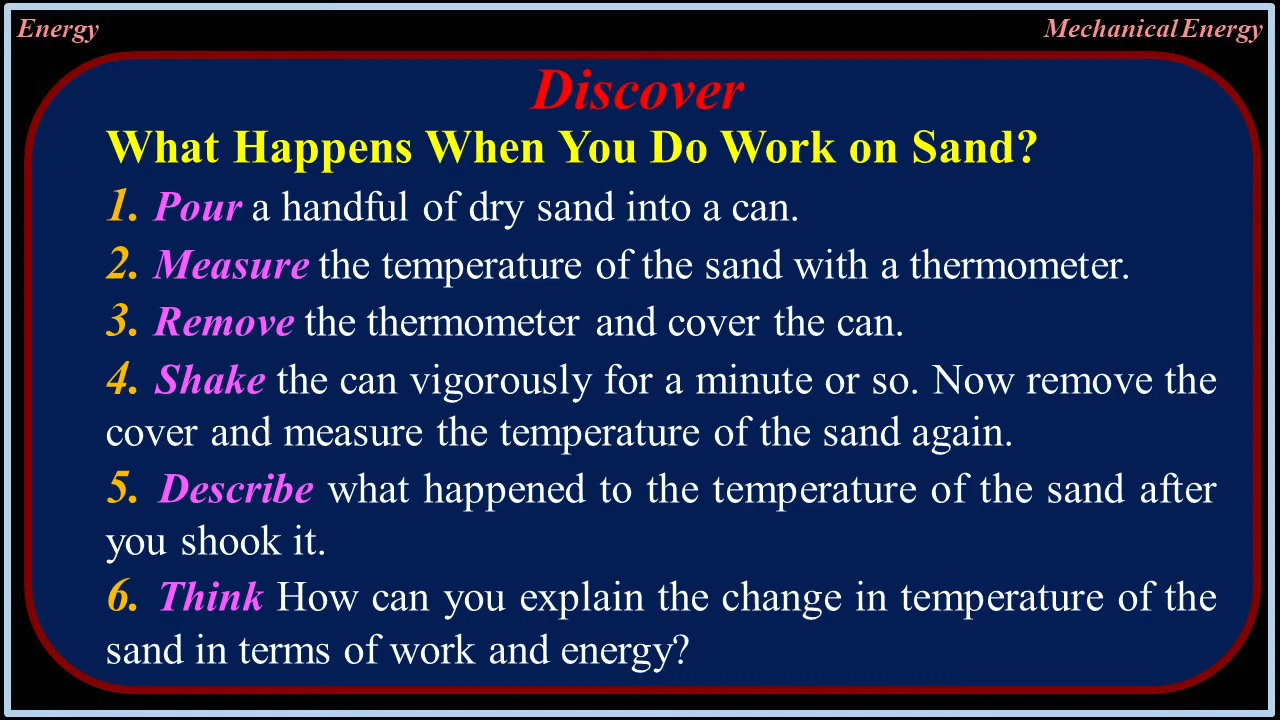 Energy
Mechanical Energy
Discover
What Happens When You Do Work on Sand?
1. Pour a handful of dry sand into a can.
2. Measure the temperature of the sand with a thermometer.
3. Remove the thermometer and cover the can.
4. Shake the can vigorously for a minute or so. Now remove the
cover and measure the temperature of the sand again.
5. Describe what happened to the temperature of the sand after
you shook it.
6. Think How can you explain the change in temperature of the
sand in terms of work and energy?